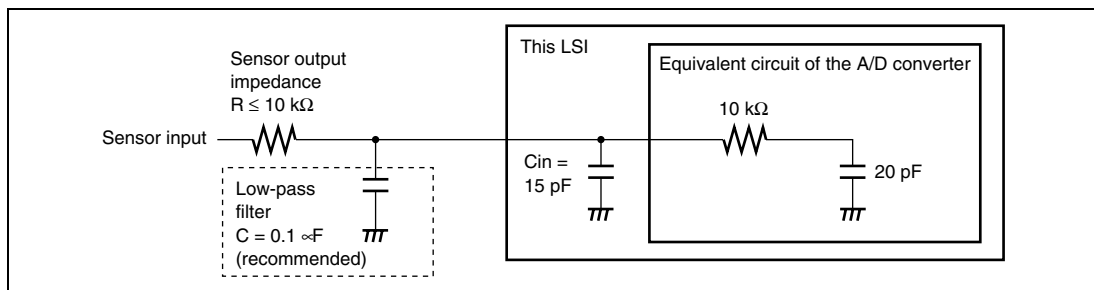 Sensor output
impedance
R ≤ 10 kΩ
Sensor input
Low-pass
filter
C = 0.1 ∝F
(recommended)
This LSI
Cin =
15 pF
Equivalent circuit of the A/D converter
10 kΩ
20 pF